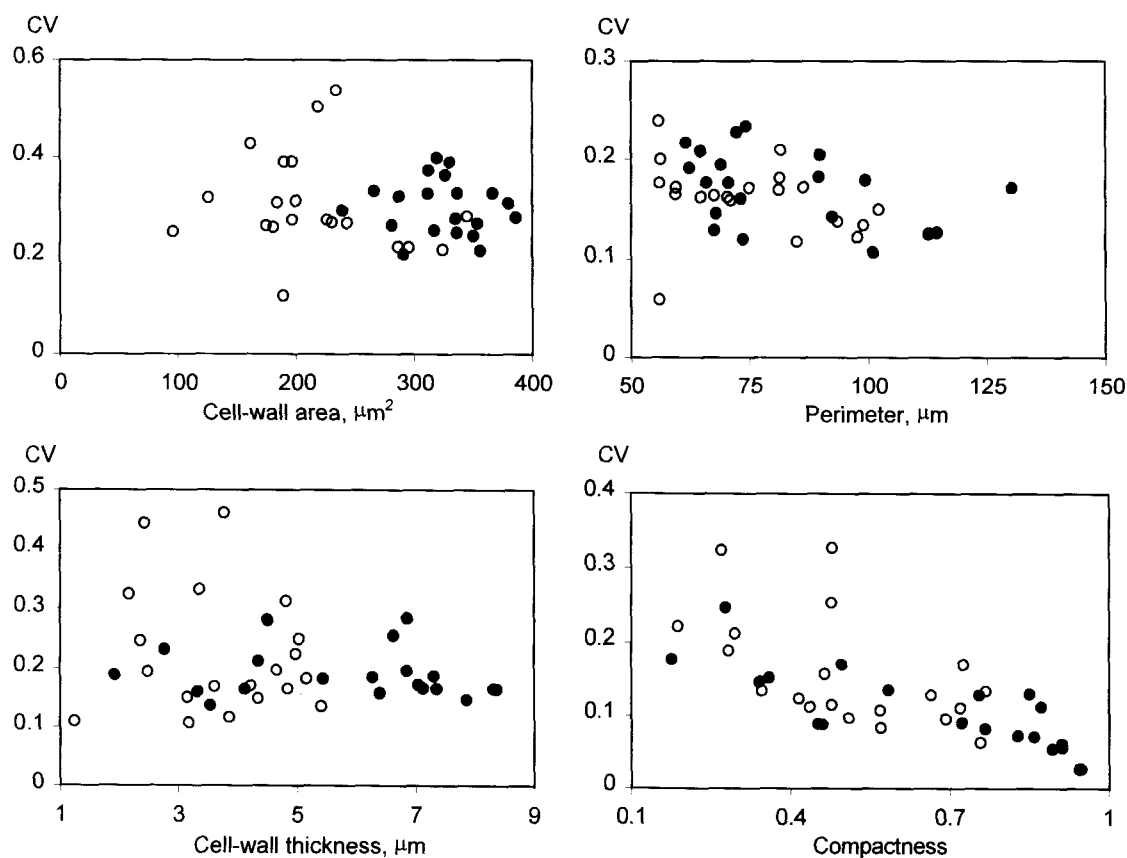 CV
0.6
0.4
0.2
0
0 100 200 300 400
Cell-wall area, μm²
CV
0.3
0.2
0.1
0
50 75 100 125 150
Perimeter, μm
CV
0.5
0.4
0.3
0.2
0.1
0
1 3 5 7 9
Cell-wall thickness, μm
CV
0.4
0.3
0.2
0.1
0
0.1 0.4 0.7 1
Compactness